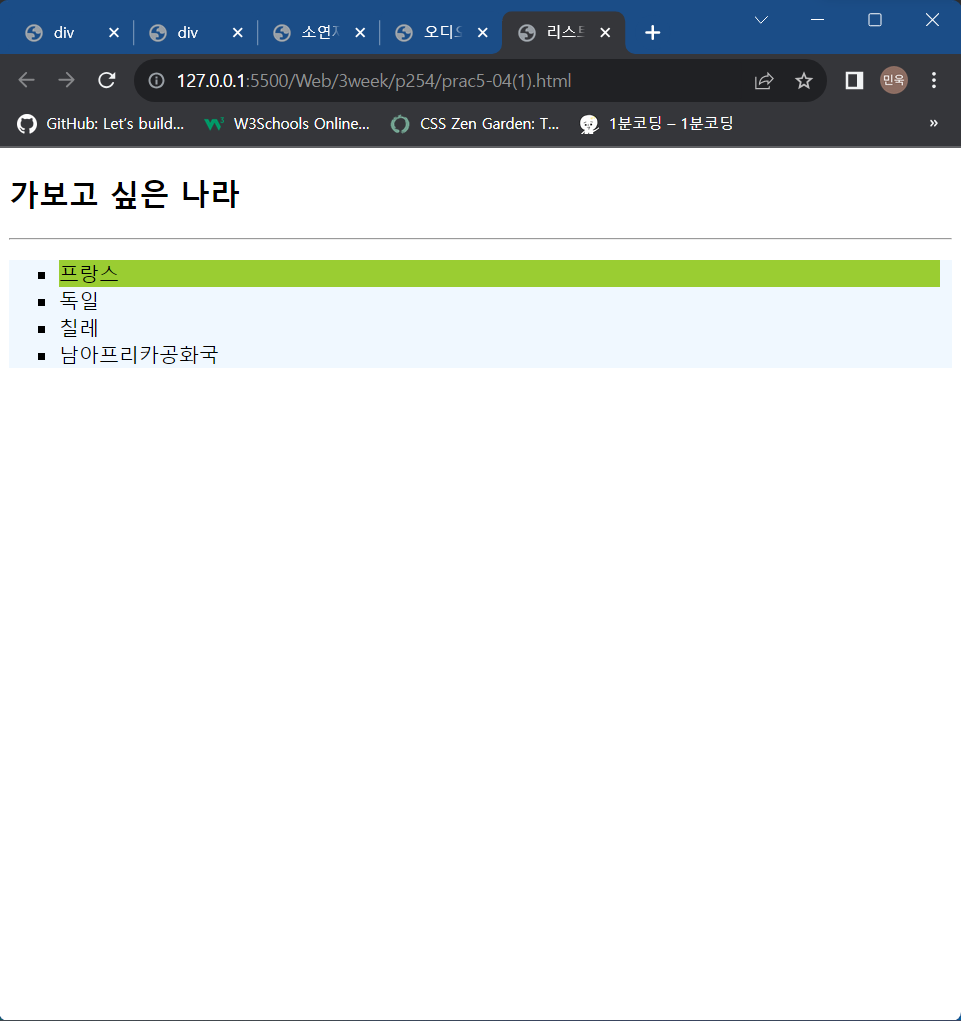 div
div
소연
오디오
리스트
127.0.0.1:5500/Web/3week/p254/prac5-04(1).html
민욱
GitHub: Let's build...
W3Schools Online...
CSS Zen Garden: T...
1분코딩 – 1분코딩
가보고 싶은 나라
프랑스
독일
칠레
남아프리카공화국